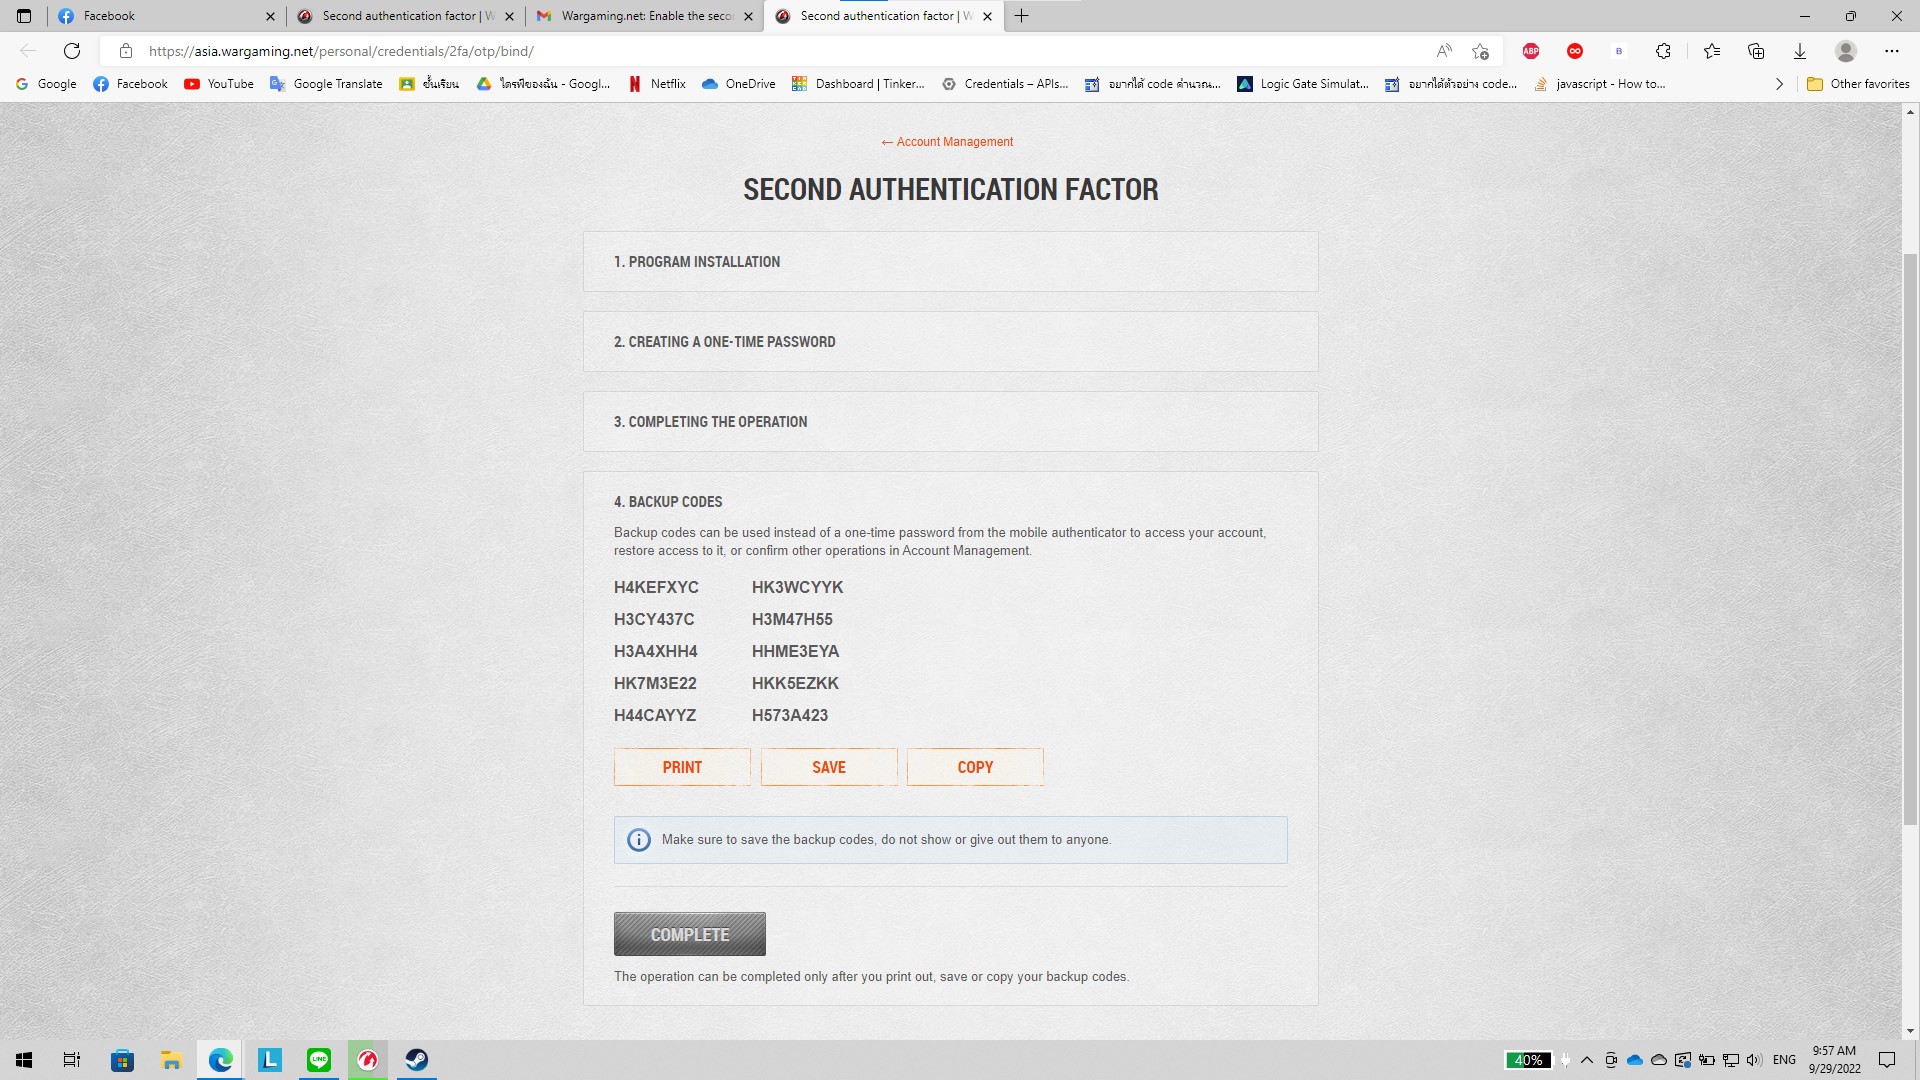 Facebook
Second authentication factor | W
Wargaming.net: Enable the seco
Second authentication factor | W
https://asia.wargaming.net/personal/credentials/2fa/otp/bind/
ABP
B
Google
Facebook
YouTube
Google Translate
ชั้นเรียน
ไดรฟ์ของฉัน - Googl...
Netflix
OneDrive
Dashboard | Tinker...
Credentials – APIs...
อยากได้ code คำนวณ...
Logic Gate Simulat...
อยากได้ตัวอย่าง code...
javascript - How to...
Other favorites
← Account Management
SECOND AUTHENTICATION FACTOR
1. PROGRAM INSTALLATION
2. CREATING A ONE-TIME PASSWORD
3. COMPLETING THE OPERATION
4. BACKUP CODES
Backup codes can be used instead of a one-time password from the mobile authenticator to access your account,
restore access to it, or confirm other operations in Account Management.
H4KEFXYC HK3WCYYK
H3CY437C H3M47H55
H3A4XHH4 HHME3EYA
HK7M3E22 HKK5EZKK
H44CAYYZ H573A423
PRINT SAVE COPY
Make sure to save the backup codes, do not show or give out them to anyone.
COMPLETE
The operation can be completed only after you print out, save or copy your backup codes.
L
LINE
40%
ENG
9:57 AM
9/29/2022